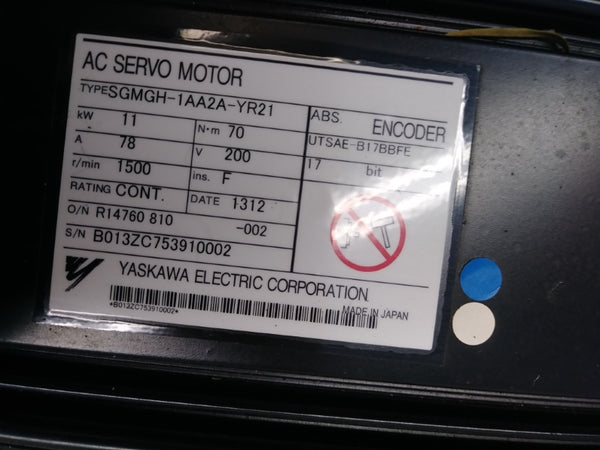 AC SERVO MOTOR
TYPE SGMGH-1AA2A-YR21
kW 11 N·m 70
A 78 V 200
r/min 1500 ins. F
RATING CONT. DATE 1312
O/N R14760 810 -002
S/N B013ZC753910002
ABS. ENCODER
UTSAE-B17BBFE
17 bit
YASKAWA ELECTRIC CORPORATION
*B013ZC753910002*
MADE IN JAPAN